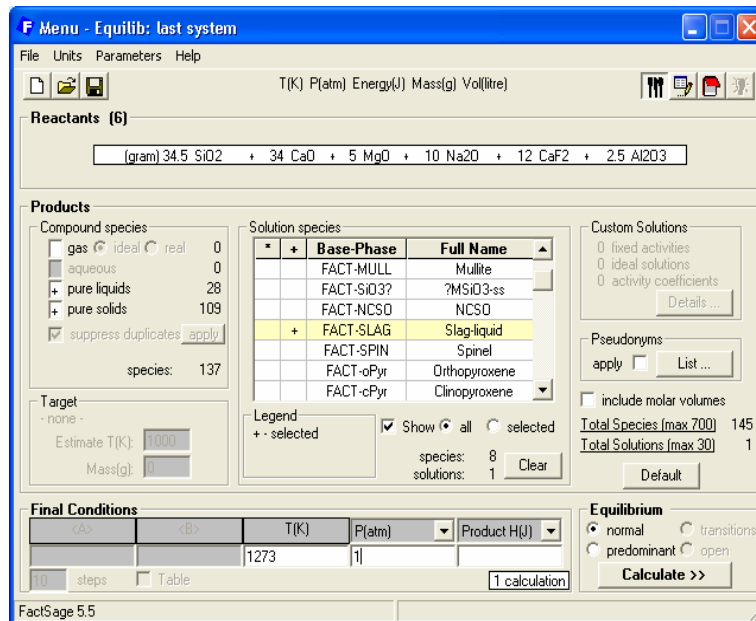 Menu - Equilib: last system
File Units Parameters Help
T(K) P(atm) Energy(J) Mass(g) Vol(litre)
Reactants (6)
(gram) 34.5 SiO2 + 34 CaO + 5 MgO + 10 Na2O + 12 CaF2 + 2.5 Al2O3
Products
Compound species
gas ideal real 0
aqueous 0
+ pure liquids 28
+ pure solids 109
suppress duplicates apply
species: 137
Target
- none -
Estimate T(K): 1000
Mass(g): 0
Solution species
* + Base-Phase Full Name
FACT-MULL Mullite
FACT-SiO3? ?MSiO3-ss
FACT-NCSO NCSO
+ FACT-SLAG Slag-liquid
FACT-SPIN Spinel
FACT-oPyr Orthopyroxene
FACT-cPyr Clinopyroxene
Legend
+ - selected
Show all selected
species: 8
solutions: 1
Clear
Custom Solutions
0 fixed activities
0 ideal solutions
0 activity coefficients
Details ...
Pseudonyms
apply List ...
include molar volumes
Total Species (max 700) 145
Total Solutions (max 30) 1
Default
Final Conditions
<A> <B> T(K) P(atm) Product H(J)
1273 1
10 steps Table
1 calculation
Equilibrium
normal transitions
predominant open
Calculate >>
FactSage 5.5